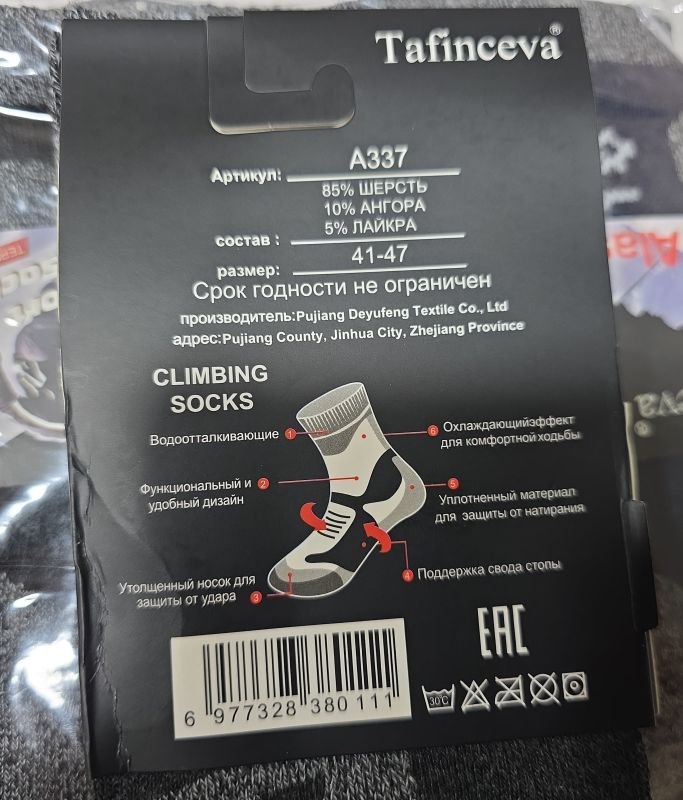 Tafinceva®
Артикул: A337
85% ШЕРСТЬ
10% АНГОРА
состав : 5% ЛАЙКРА
размер: 41-47
Срок годности не ограничен
производитель:Pujiang Deyufeng Textile Co., Ltd
адрес:Pujiang County, Jinhua City, Zhejiang Province
CLIMBING
SOCKS
Водоотталкивающие 1
6 Охлаждающийэффект
для комфортной ходьбы
Функциональный и 2
удобный дизайн
5 Уплотненный материал
для защиты от натирания
4 Поддержка свода стопы
Утолщенный носок для
защиты от удара 3
EAC
30°C
6 977328 380111
Alas
ceva®